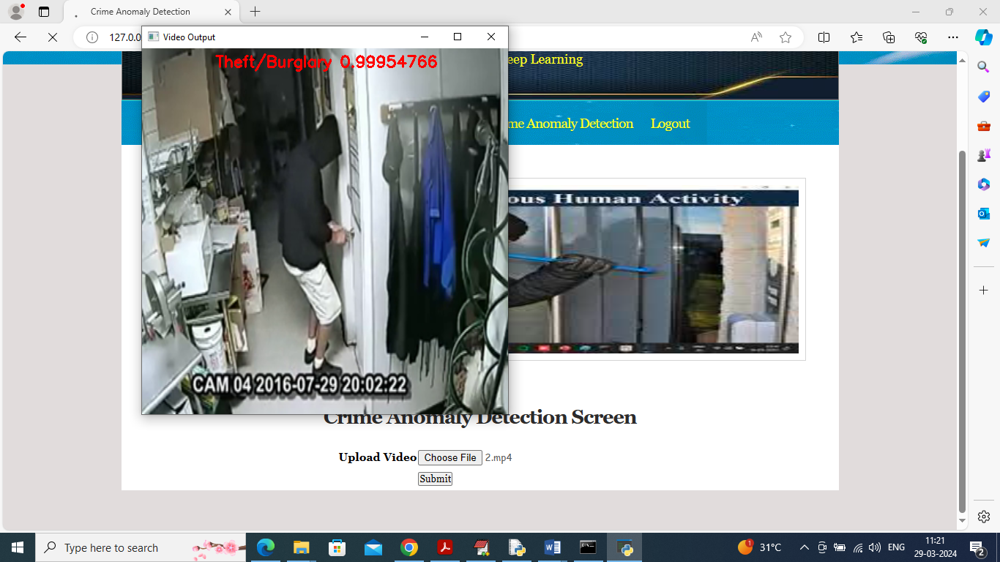 Crime Anomaly Detection
127.0.0
Video Output
Theft/Burglary 0.99954766
eep Learning
me Anomaly Detection
Logout
ous Human Activity
CAM 04 2016-07-29 20:02:22
Crime Anomaly Detection Screen
Upload Video Choose File 2.mp4
Submit
Type here to search
1
31°C
ENG
11:21
29-03-2024
2